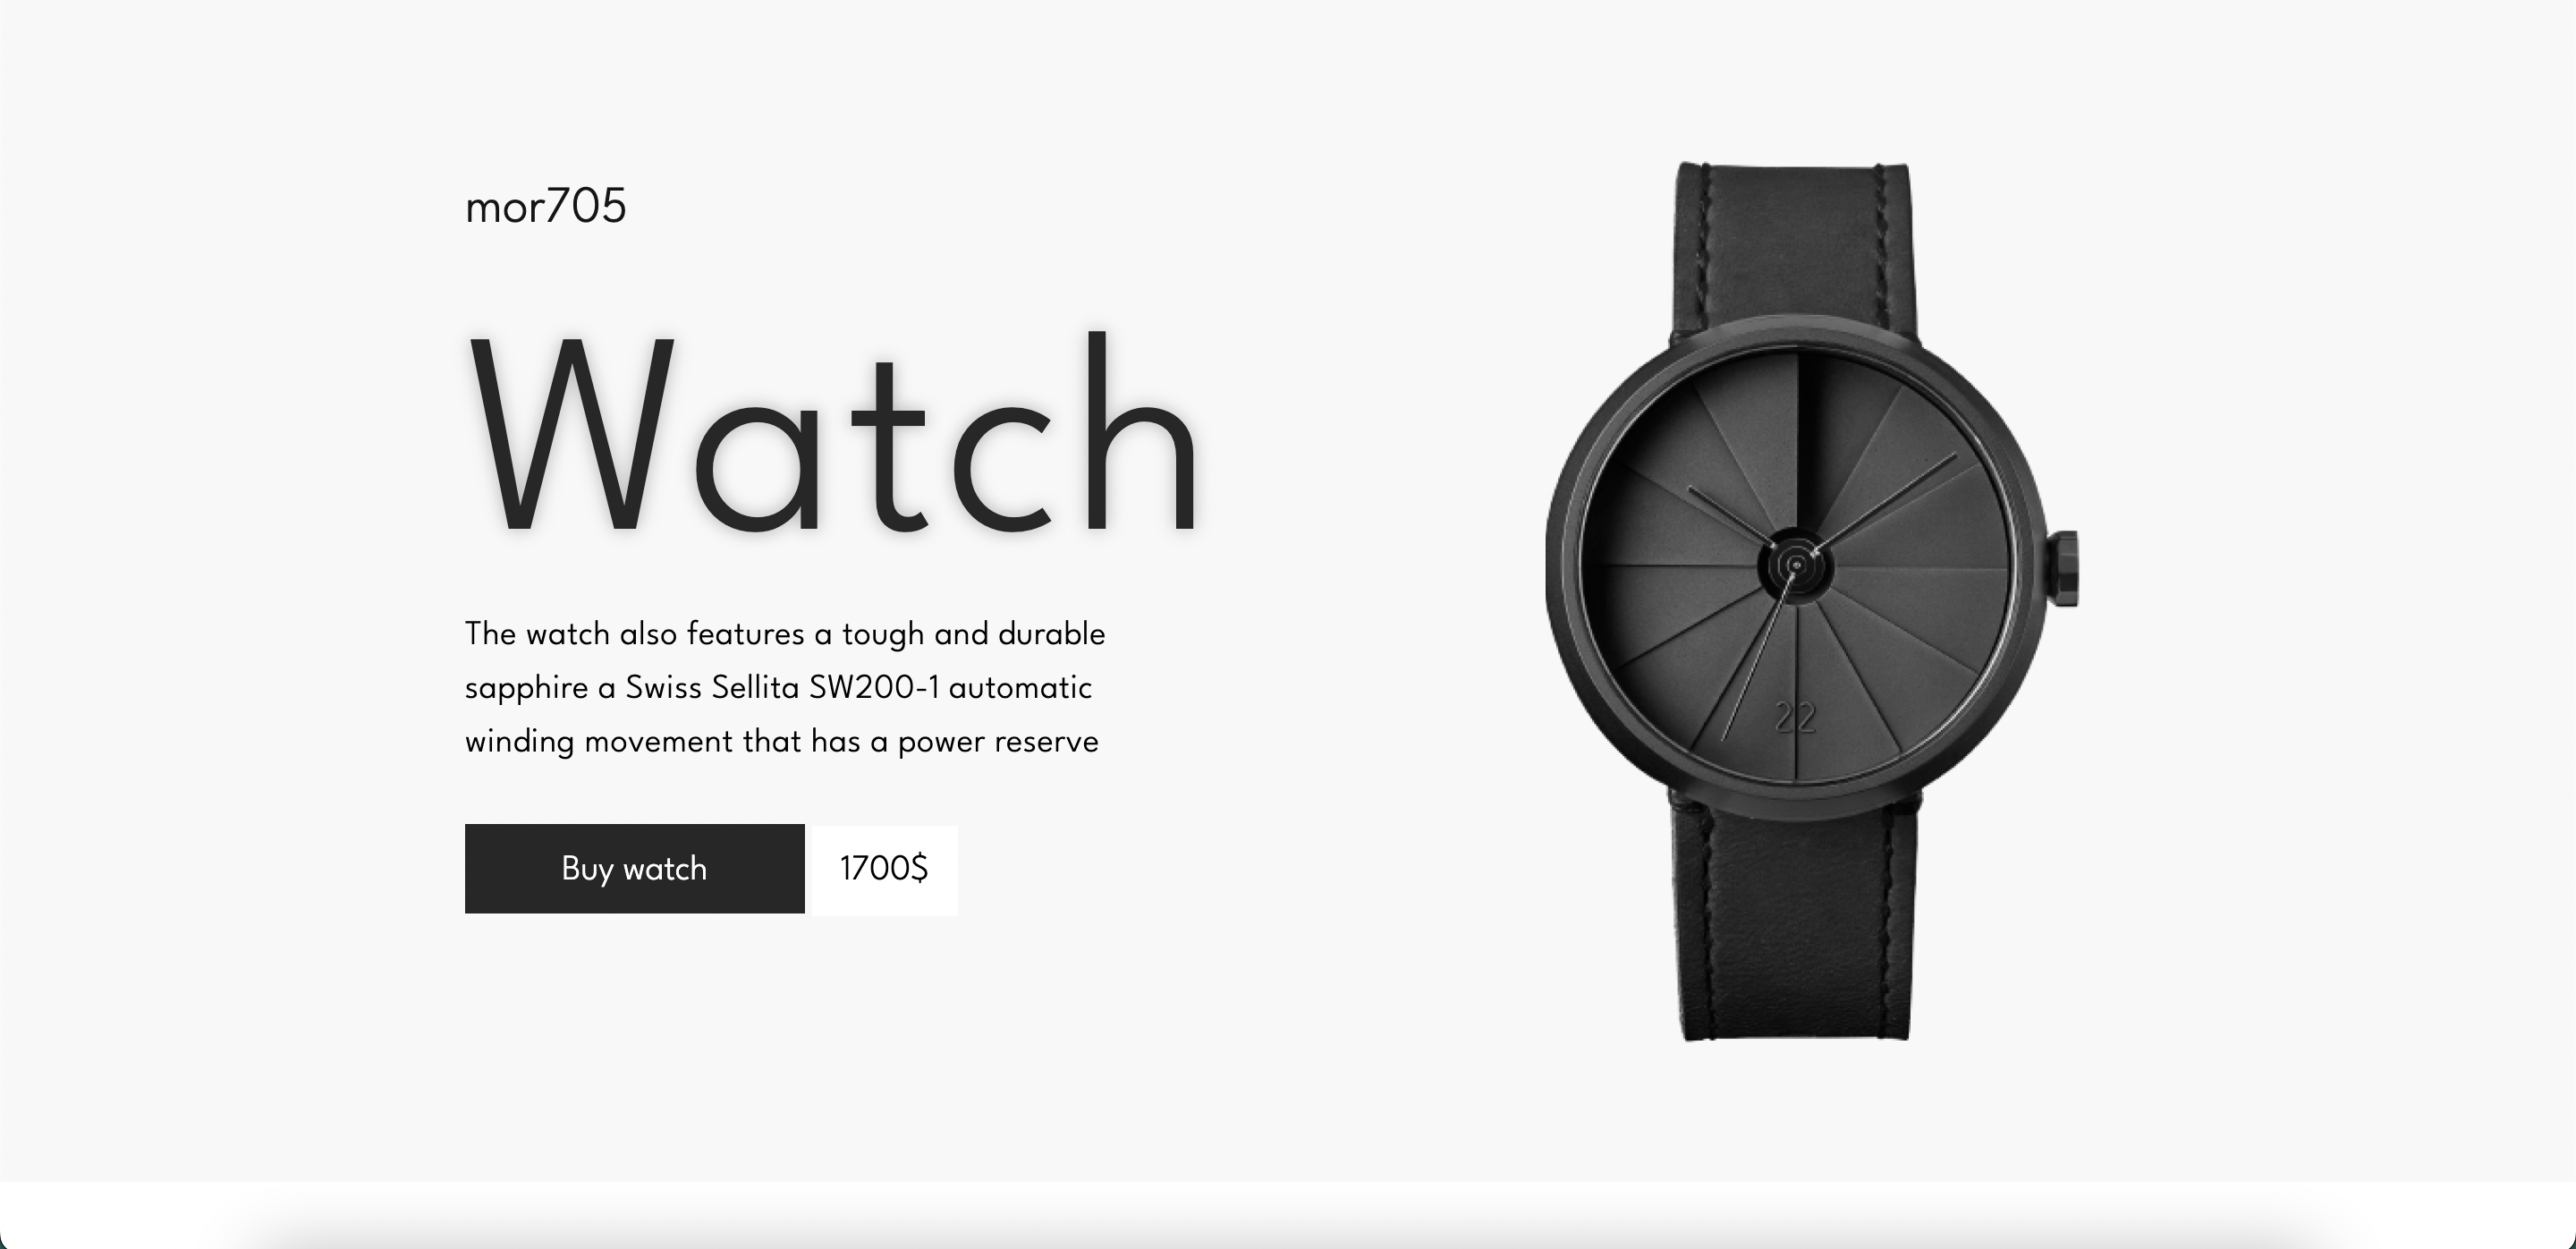 mor705
Watch
The watch also features a tough and durable
sapphire a Swiss Sellita SW200-1 automatic
winding movement that has a power reserve
Buy watch 1700$
22